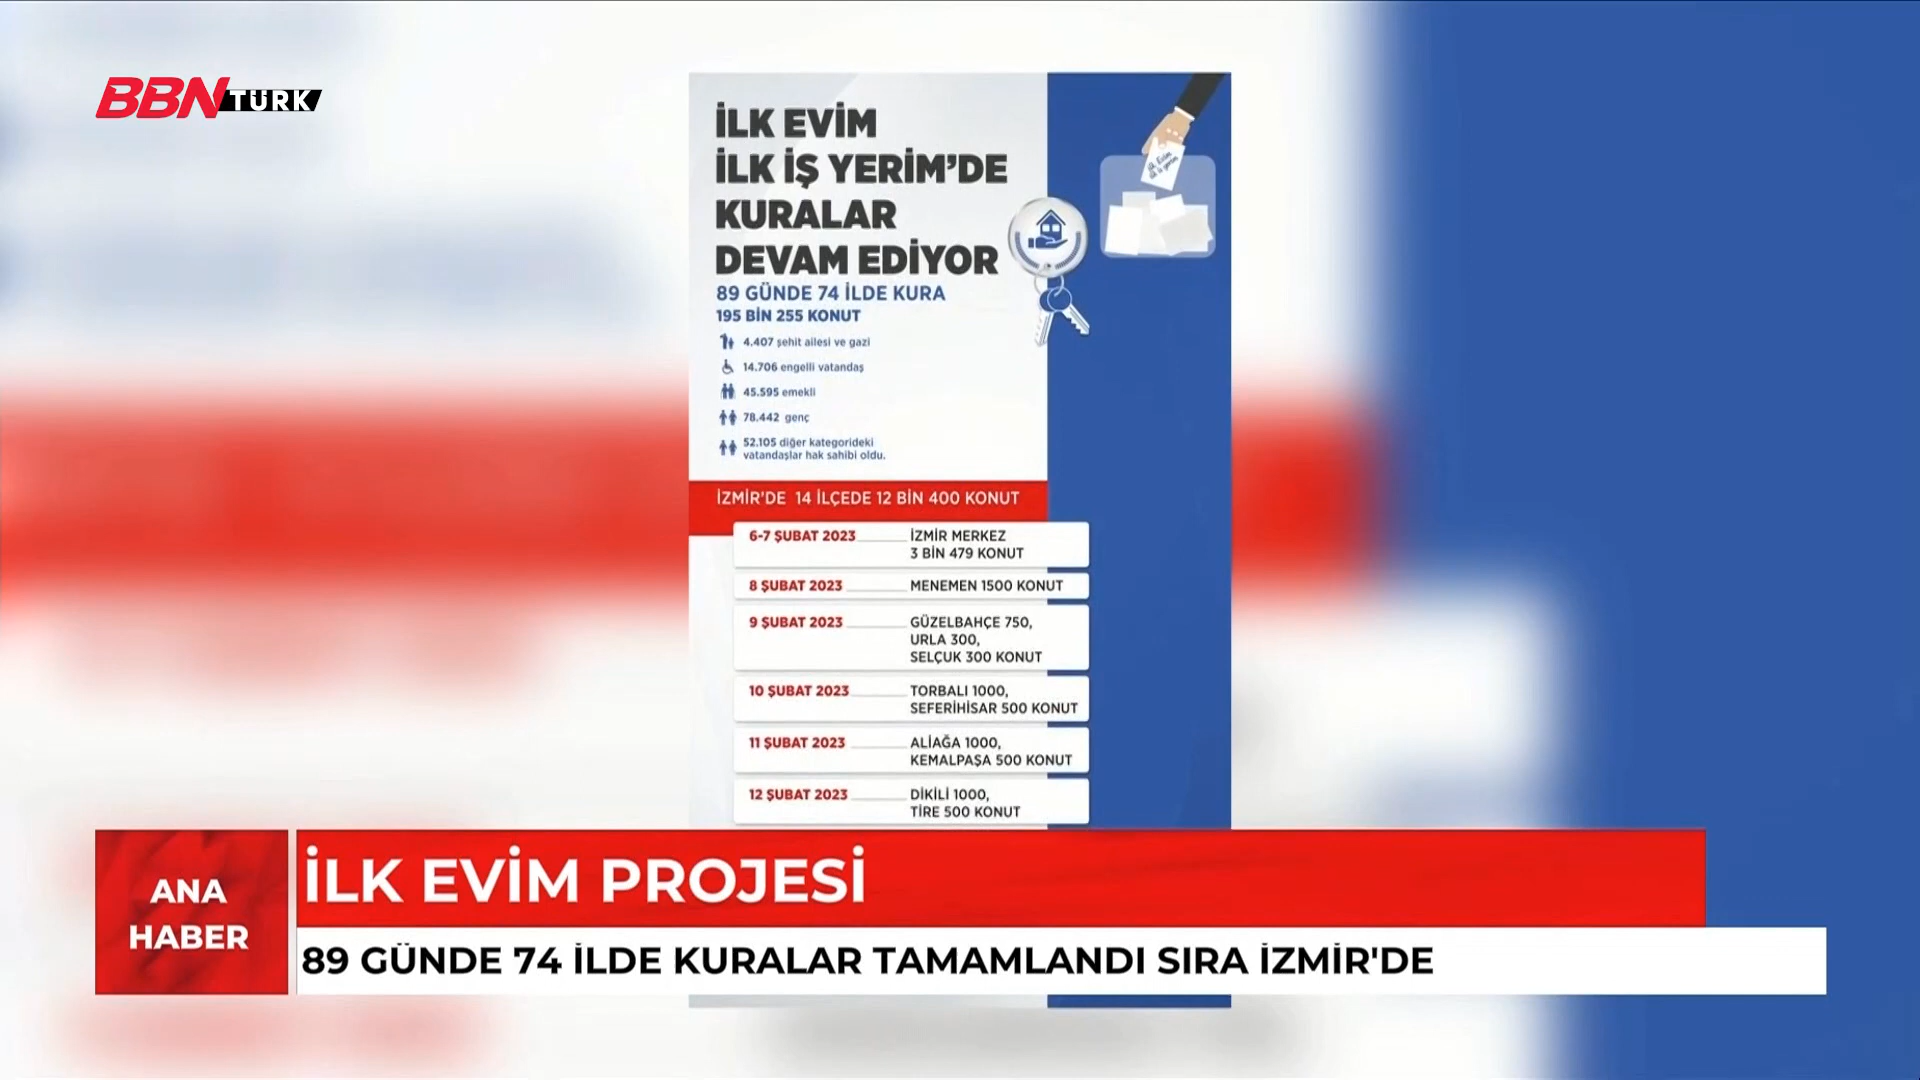 BBN TÜRK
İLK EVİM
İLK İŞ YERİM'DE
KURALAR
DEVAM EDİYOR
89 GÜNDE 74 İLDE KURA
195 BİN 255 KONUT
4.407 şehit ailesi ve gazi
14.706 engelli vatandaş
45.595 emekli
78.442 genç
52.105 diğer kategorideki
vatandaşlar hak sahibi oldu.
İlk Evim
ilk iş yerim
İZMİR'DE 14 İLÇEDE 12 BİN 400 KONUT
6-7 ŞUBAT 2023 İZMİR MERKEZ
3 BİN 479 KONUT
8 ŞUBAT 2023 MENEMEN 1500 KONUT
9 ŞUBAT 2023 GÜZELBAHÇE 750,
URLA 300,
SELÇUK 300 KONUT
10 ŞUBAT 2023 TORBALI 1000,
SEFERİHİSAR 500 KONUT
11 ŞUBAT 2023 ALİAĞA 1000,
KEMALPAŞA 500 KONUT
12 ŞUBAT 2023 DİKİLİ 1000,
TİRE 500 KONUT
ANA
HABER
İLK EVİM PROJESİ
89 GÜNDE 74 İLDE KURALAR TAMAMLANDI SIRA İZMİR'DE